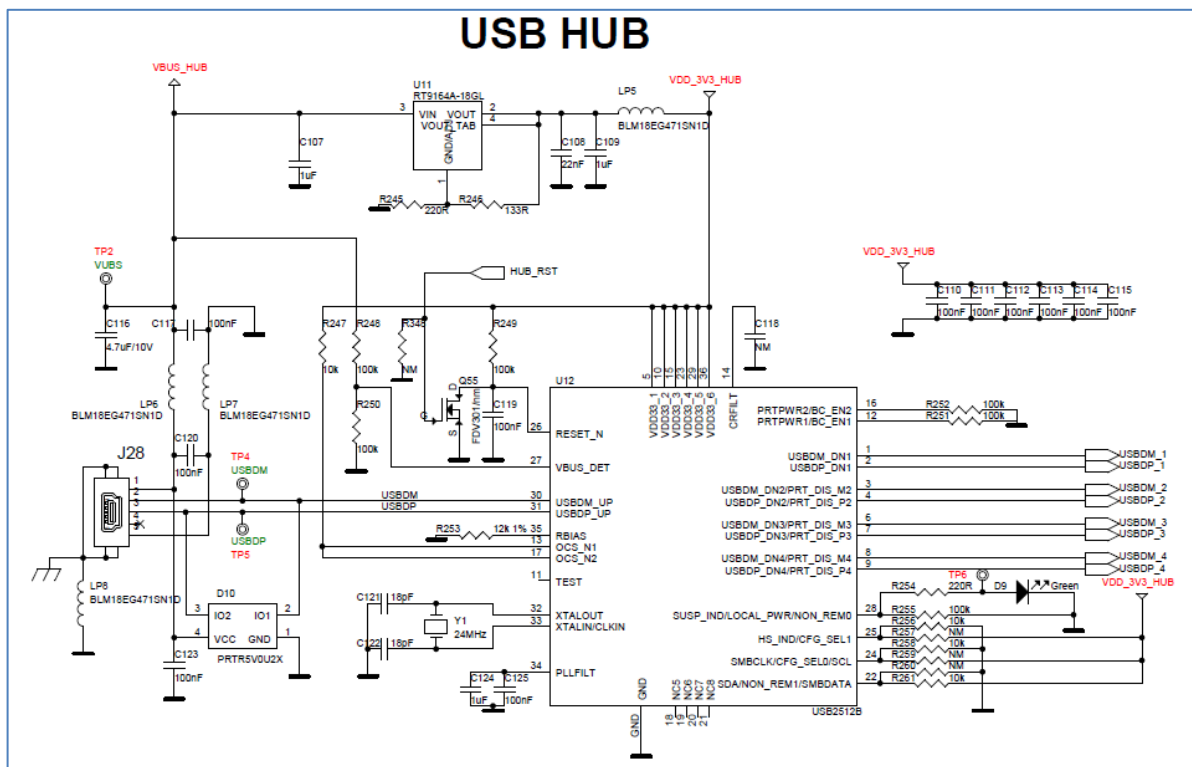 USB HUB
VBUS_HUB
U11
RT9164A-18GL
VDD_3V3_HUB
LP5
BLM18EG471SN1D
3
VIN
VOUT
2
VOUT_TAB
4
GND/ADJ
1
C107
1uF
C108
22nF
C109
1uF
R245
220R
R246
133R
TP2
VUBS
HUB_RST
VDD_3V3_HUB
C110
C111
C112
C113
C114
C115
100nF
100nF
100nF
100nF
100nF
100nF
C116
4.7uF/10V
C117
100nF
R247
10k
R248
100k
R348
NM
R249
100k
C118
NM
LP6
BLM18EG471SN1D
LP7
BLM18EG471SN1D
R250
100k
Q55
D
G
S
FDV301/nm
C119
100nF
U12
5
10
15
23
29
36
14
VDD33_1
VDD33_2
VDD33_3
VDD33_4
VDD33_5
VDD33_6
CRFILT
C120
100nF
J28
1
2
3
4
5
TP4
USBDM
USBDP
TP5
USBDM
USBDP
26
RESET_N
27
VBUS_DET
30
USBDM_UP
31
USBDP_UP
R253
12k 1%
35
RBIAS
13
OCS_N1
17
OCS_N2
11
TEST
32
XTALOUT
33
XTALIN/CLKIN
34
PLLFILT
PRTPWR2/BC_EN2
16
R252
100k
PRTPWR1/BC_EN1
12
R251
100k
USBDM_DN1
1
USBDM_1
USBDP_DN1
2
USBDP_1
USBDM_DN2/PRT_DIS_M2
3
USBDM_2
USBDP_DN2/PRT_DIS_P2
4
USBDP_2
USBDM_DN3/PRT_DIS_M3
6
USBDM_3
USBDP_DN3/PRT_DIS_P3
7
USBDP_3
USBDM_DN4/PRT_DIS_M4
8
USBDM_4
USBDP_DN4/PRT_DIS_P4
9
USBDP_4
VDD_3V3_HUB
TP6
R254
220R
D9
Green
SUSP_IND/LOCAL_PWR/NON_REM0
28
R255
100k
R256
10k
HS_IND/CFG_SEL1
25
R257
NM
R258
10k
SMBCLK/CFG_SEL0/SCL
24
R259
NM
R260
NM
SDA/NON_REM1/SMBDATA
22
R261
10k
LP8
BLM18EG471SN1D
D10
3
IO2
IO1
2
4
VCC
GND
1
PRTR5V0U2X
C123
100nF
C121
18pF
Y1
24MHz
C122
18pF
C124
1uF
C125
100nF
GND
GND
NC5
NC6
NC7
NC8
18
19
20
21
USB2512B